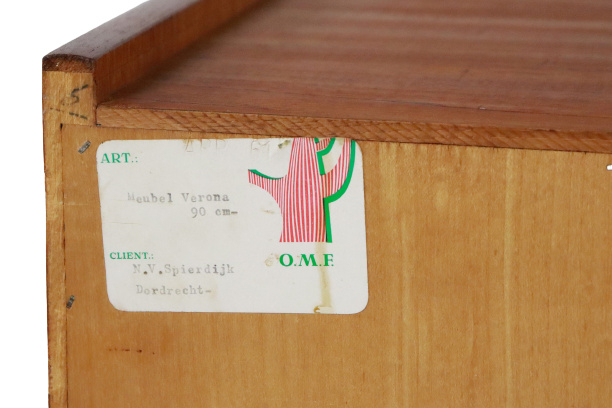 ART.:
Meubel Verona
90 cm-
CLIENT.:
N.V.Spierdijk
Dordrecht-
O.M.F.